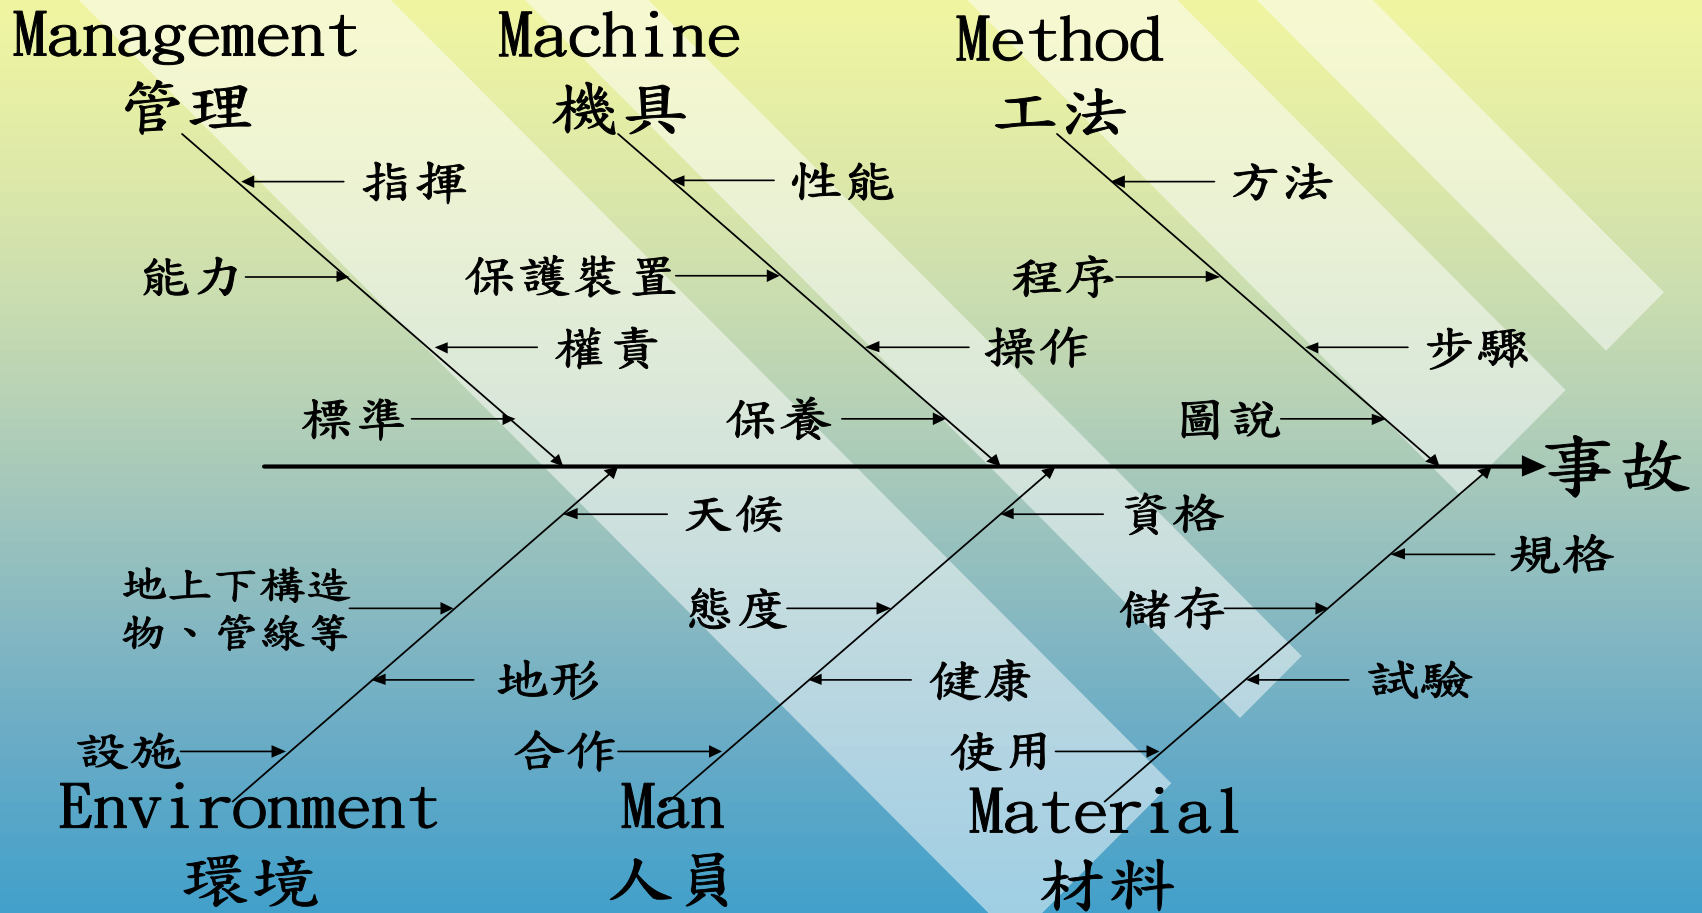 Management
管理
Machine
機具
Method
工法
指揮
性能
方法
能力
保護裝置
程序
權責
操作
步驟
標準
保養
圖說
事故
天候
資格
規格
地上下構造
物、管線等
態度
儲存
地形
健康
試驗
設施
合作
使用
Environment
環境
Man
人員
Material
材料